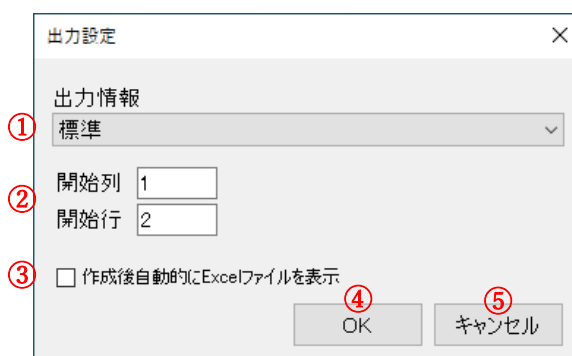 出力設定
出力情報
① 標準
② 開始列 1
開始行 2
③ 作成後自動的にExcelファイルを表示
④ ⑤
OK キャンセル